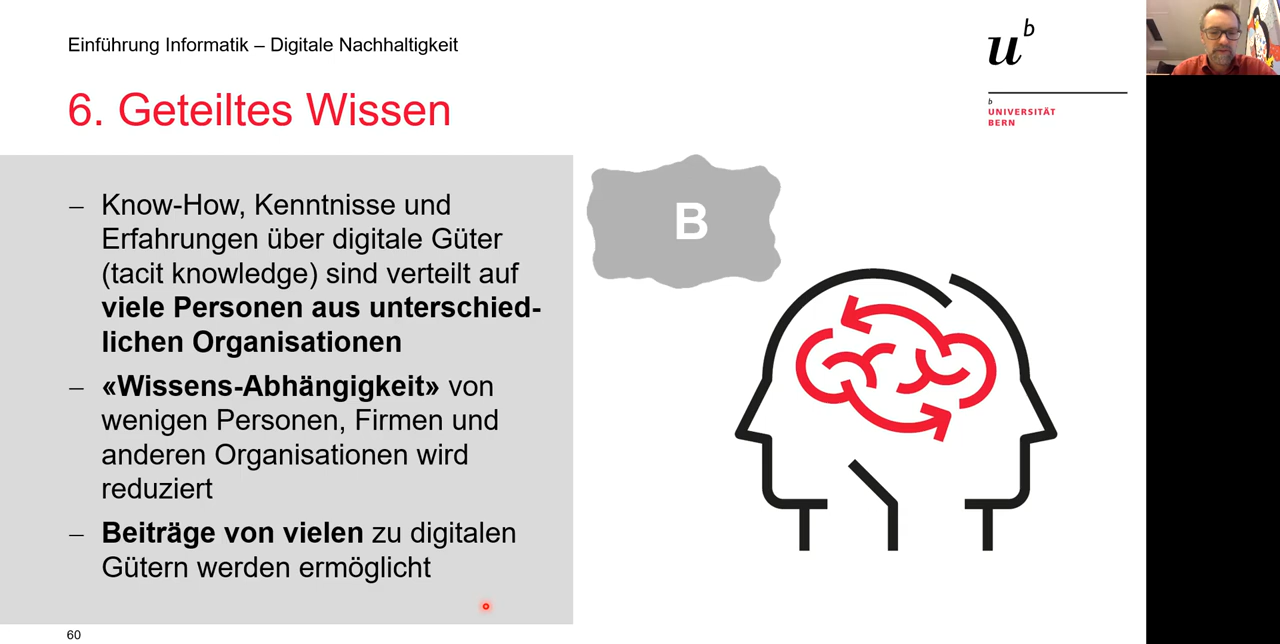 Einführung Informatik – Digitale Nachhaltigkeit
u b
b
UNIVERSITÄT
BERN
6. Geteiltes Wissen
– Know-How, Kenntnisse und
Erfahrungen über digitale Güter
(tacit knowledge) sind verteilt auf
viele Personen aus unterschied-
lichen Organisationen
– «Wissens-Abhängigkeit» von
wenigen Personen, Firmen und
anderen Organisationen wird
reduziert
– Beiträge von vielen zu digitalen
Gütern werden ermöglicht
B
60